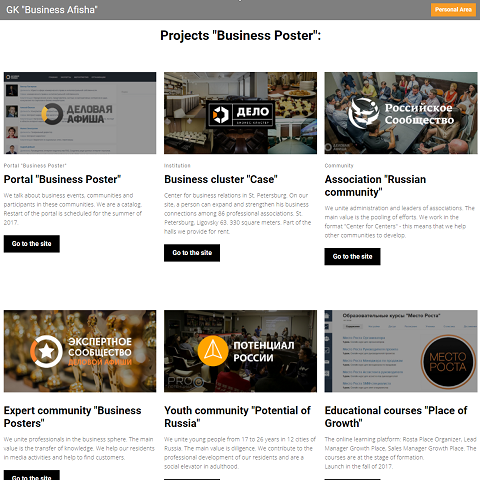 GK "Business Afisha"
Personal Area
Projects "Business Poster":
ДЕЛОВАЯ
АФИША
ДЕЛО
БИЗНЕС-КЛАСТЕР
Российское
Сообщество
Portal "Business Poster"
Portal "Business Poster"
We talk about business events, communities and
participants in these communities. We are a catalog.
Restart of the portal is scheduled for the summer of
2017.
Go to the site
Institution
Business cluster "Case"
Center for business relations in St. Petersburg. On our
site, a person can expand and strengthen his business
connections among 86 professional associations. St.
Petersburg, Ligovsky 63, 330 square meters. Part of the
halls we provide for rent.
Go to the site
Community
Association "Russian
community"
We unite administration and leaders of associations. The
main value is the pooling of efforts. We work in the
format "Center for Centers" - this means that we help
other communities to develop.
Go to the site
ЭКСПЕРТНОЕ
СООБЩЕСТВО
ДЕЛОВОЙ АФИШИ
ПОТЕНЦИАЛ
РОССИИ
Образовательные курсы "Место Роста"
МЕСТО
РОСТА
Expert community "Business
Posters"
We unite professionals in the business sphere. The main
value is the transfer of knowledge. We help our residents
in media activities and help to find customers.
Go to the site
Youth community "Potential of
Russia"
We unite young people from 17 to 26 years in 12 cities of
Russia. The main value is diligence. We contribute to the
professional development of our residents and are a
social elevator in adulthood.
Go to the site
Educational courses "Place of
Growth"
The online learning platform: Rosta Place Organizer, Lead
Manager Growth Place, Sales Manager Growth Place. The
courses are at the stage of formation.
Launch in the fall of 2017.